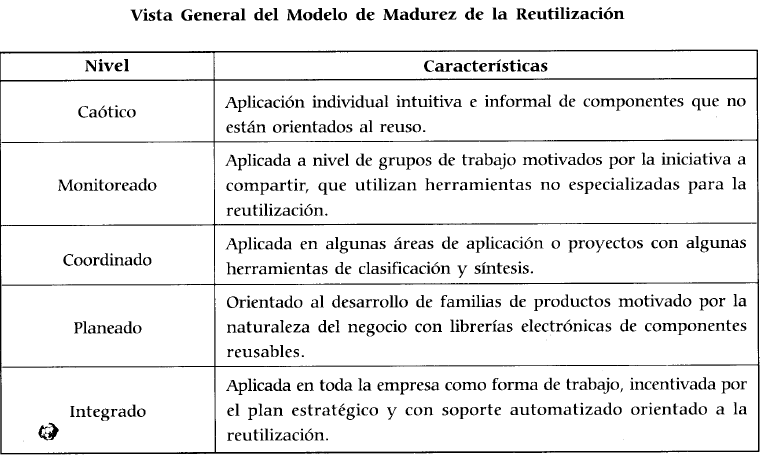 Vista General del Modelo de Madurez de la Reutilización
Nivel
Características
Caótico
Aplicación individual intuitiva e informal de componentes que no
están orientados al reuso.
Monitoreado
Aplicada a nivel de grupos de trabajo motivados por la iniciativa a
compartir, que utilizan herramientas no especializadas para la
reutilización.
Coordinado
Aplicada en algunas áreas de aplicación o proyectos con algunas
herramientas de clasificación y síntesis.
Planeado
Orientado al desarrollo de familias de productos motivado por la
naturaleza del negocio con librerías electrónicas de componentes
reusables.
Integrado
Aplicada en toda la empresa como forma de trabajo, incentivada por
el plan estratégico y con soporte automatizado orientado a la
reutilización.